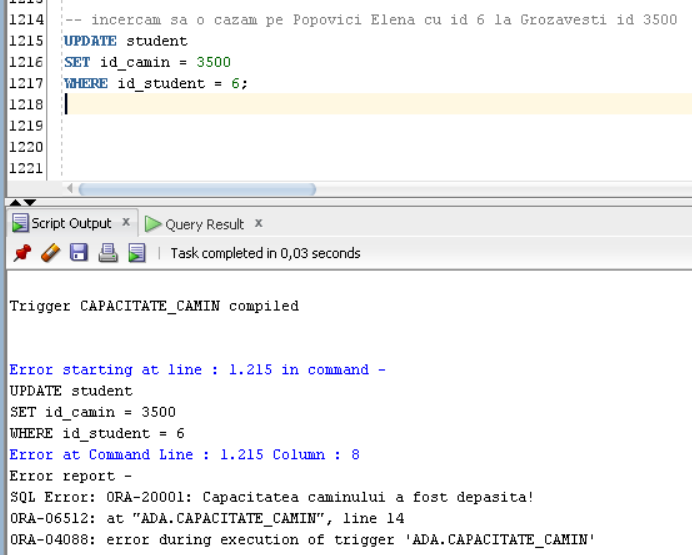 1213
1214 -- incercam sa o cazam pe Popovici Elena cu id 6 la Grozavesti id 3500
1215 UPDATE student
1216 SET id_camin = 3500
1217 WHERE id_student = 6;
1218
1219
1220
1221
Script Output x Query Result x
Task completed in 0,03 seconds
Trigger CAPACITATE_CAMIN compiled
Error starting at line : 1.215 in command -
UPDATE student
SET id_camin = 3500
WHERE id_student = 6
Error at Command Line : 1.215 Column : 8
Error report -
SQL Error: ORA-20001: Capacitatea caminului a fost depasita!
ORA-06512: at "ADA.CAPACITATE_CAMIN", line 14
ORA-04088: error during execution of trigger 'ADA.CAPACITATE_CAMIN'